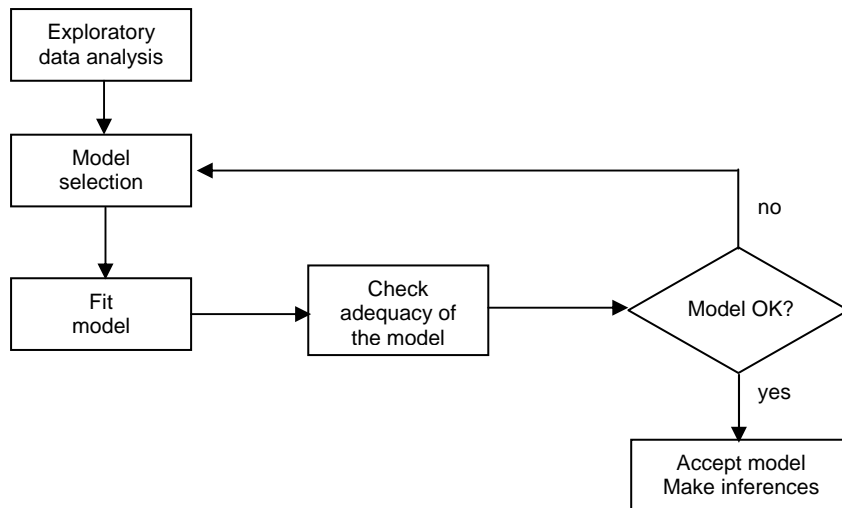 Exploratory
data analysis
Model
selection
no
Fit
model
Check
adequacy of
the model
Model OK?
yes
Accept model
Make inferences